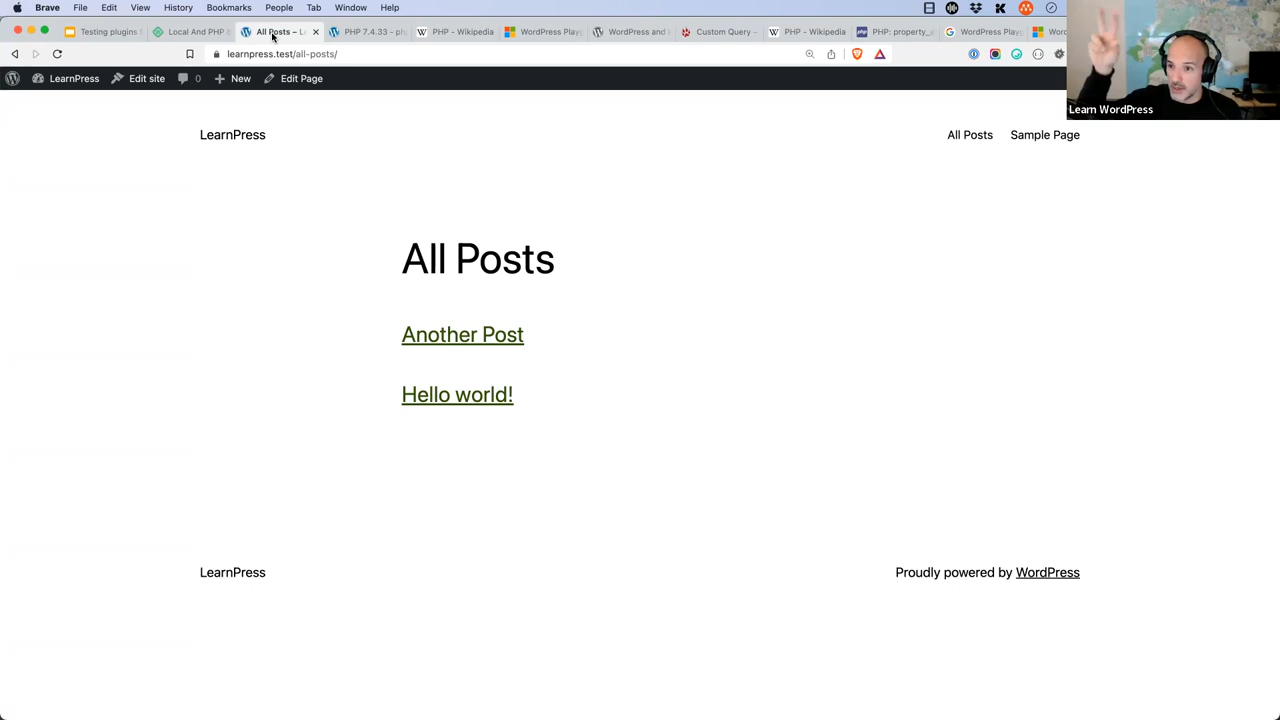 Brave File Edit View History Bookmarks People Tab Window Help
Testing plugins Local And PHP All Posts – Le PHP 7.4.33 - ph PHP - Wikipedia WordPress Play WordPress and Custom Query - PHP - Wikipedia PHP: property_ WordPress Play
learnpress.test/all-posts/
LearnPress Edit site 0 New Edit Page
Learn WordPress
LearnPress All Posts Sample Page
All Posts
Another Post
Hello world!
LearnPress Proudly powered by WordPress